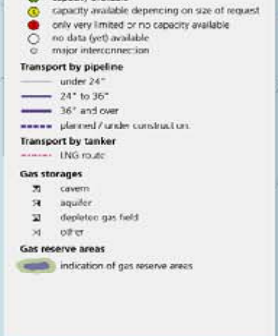 capacity available depending on size of request
only very limited or no capacity available
no data (yet) available
major interconnection
Transport by pipeline
under 24"
24" to 36"
36" and over
planned / under construction
Transport by tanker
LNG route
Gas storages
cavern
aquifer
depleted gas field
other
Gas reserve areas
indication of gas reserve areas